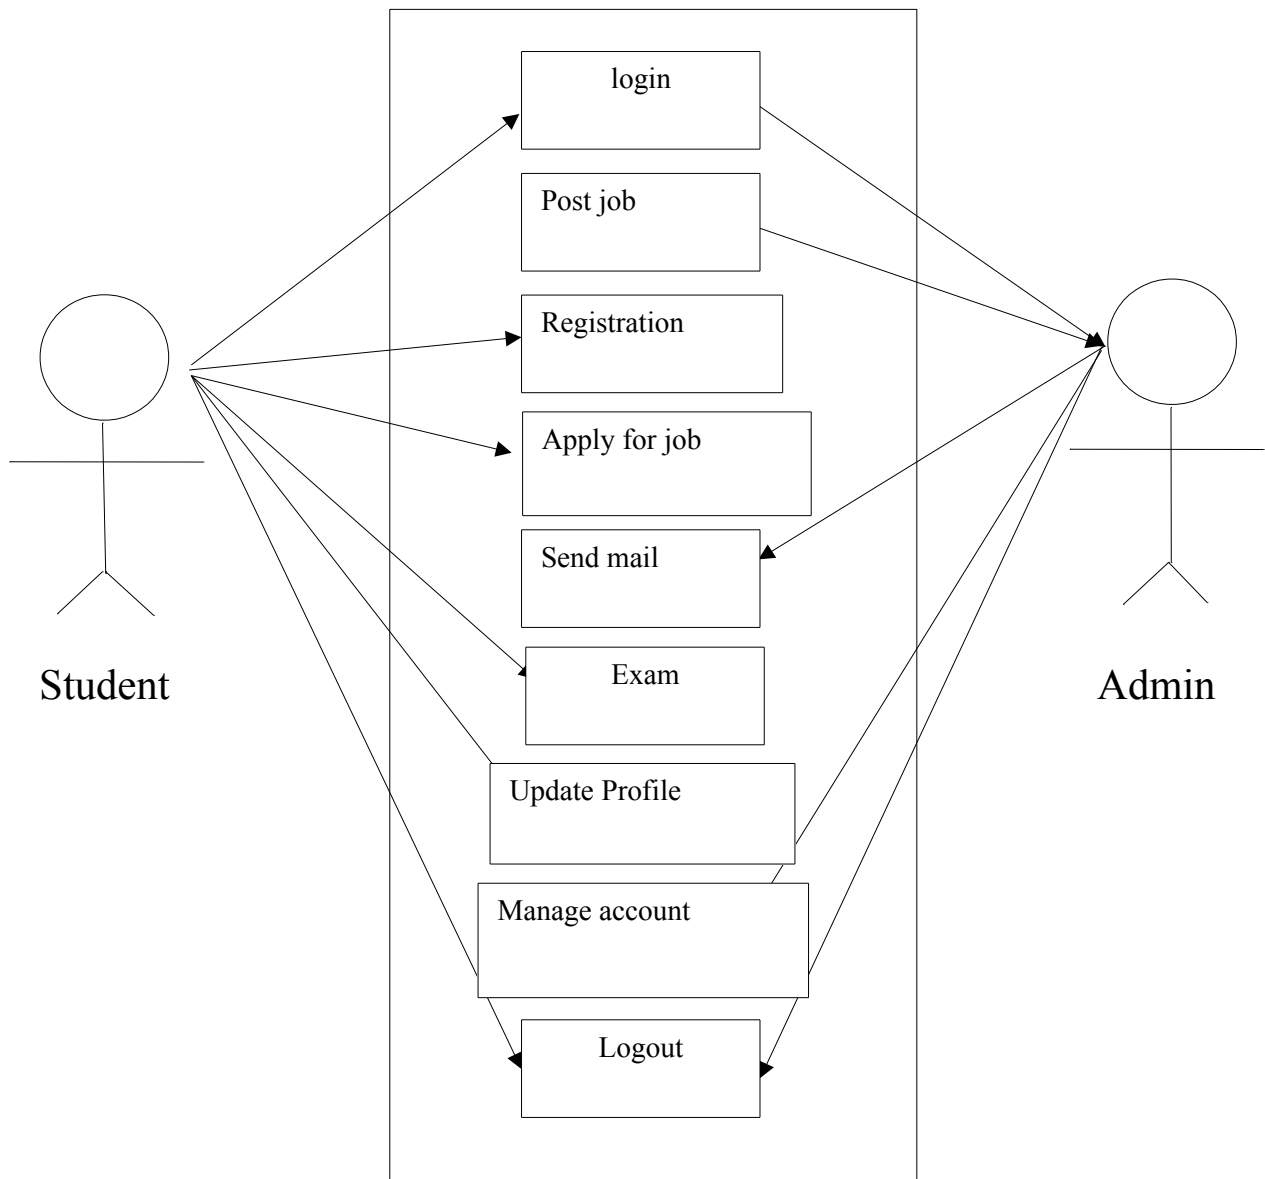 login
Post job
Registration
Apply for job
Send mail
Exam
Student
Admin
Update Profile
Manage account
Logout